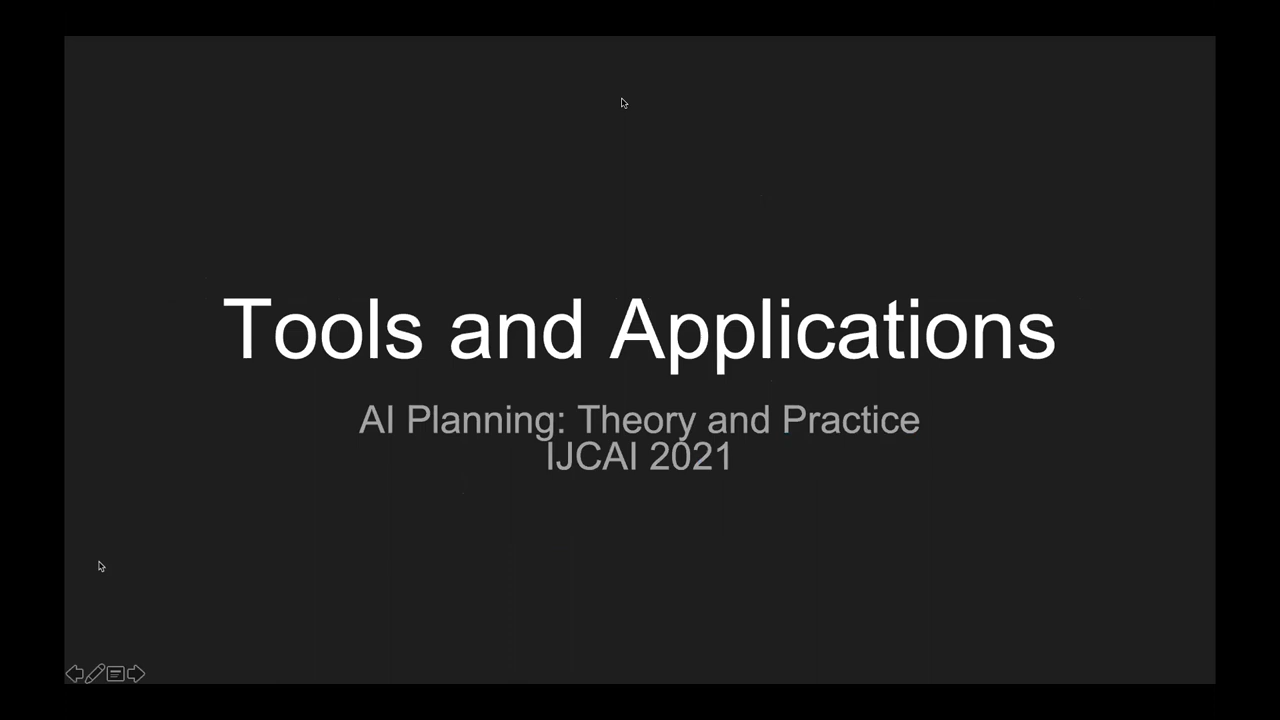 Tools and Applications
AI Planning: Theory and Practice
IJCAI 2021